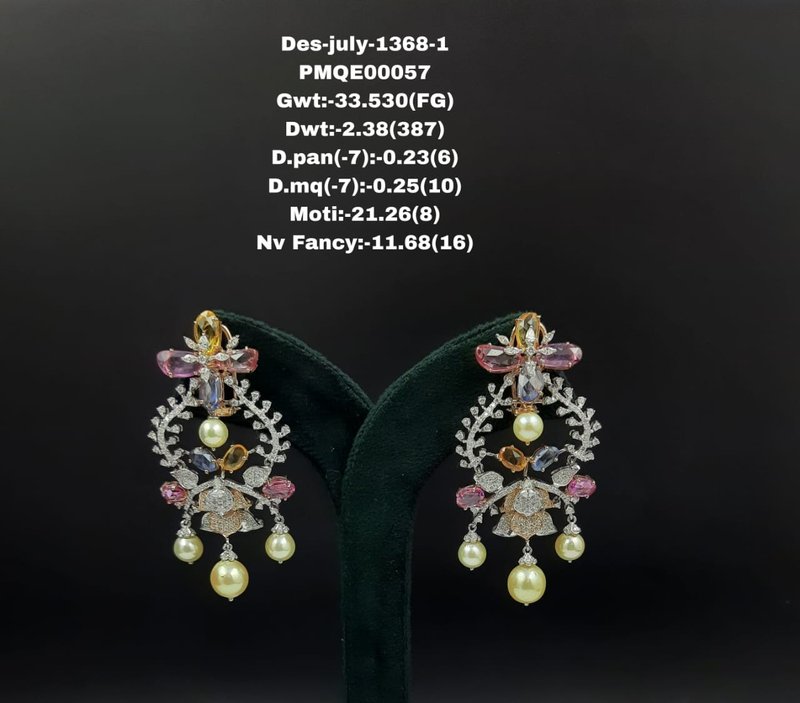 Des-july-1368-1
PMQE00057
Gwt:-33.530(FG)
Dwt:-2.38(387)
D.pan(-7):-0.23(6)
D.mq(-7):-0.25(10)
Moti:-21.26(8)
Nv Fancy:-11.68(16)